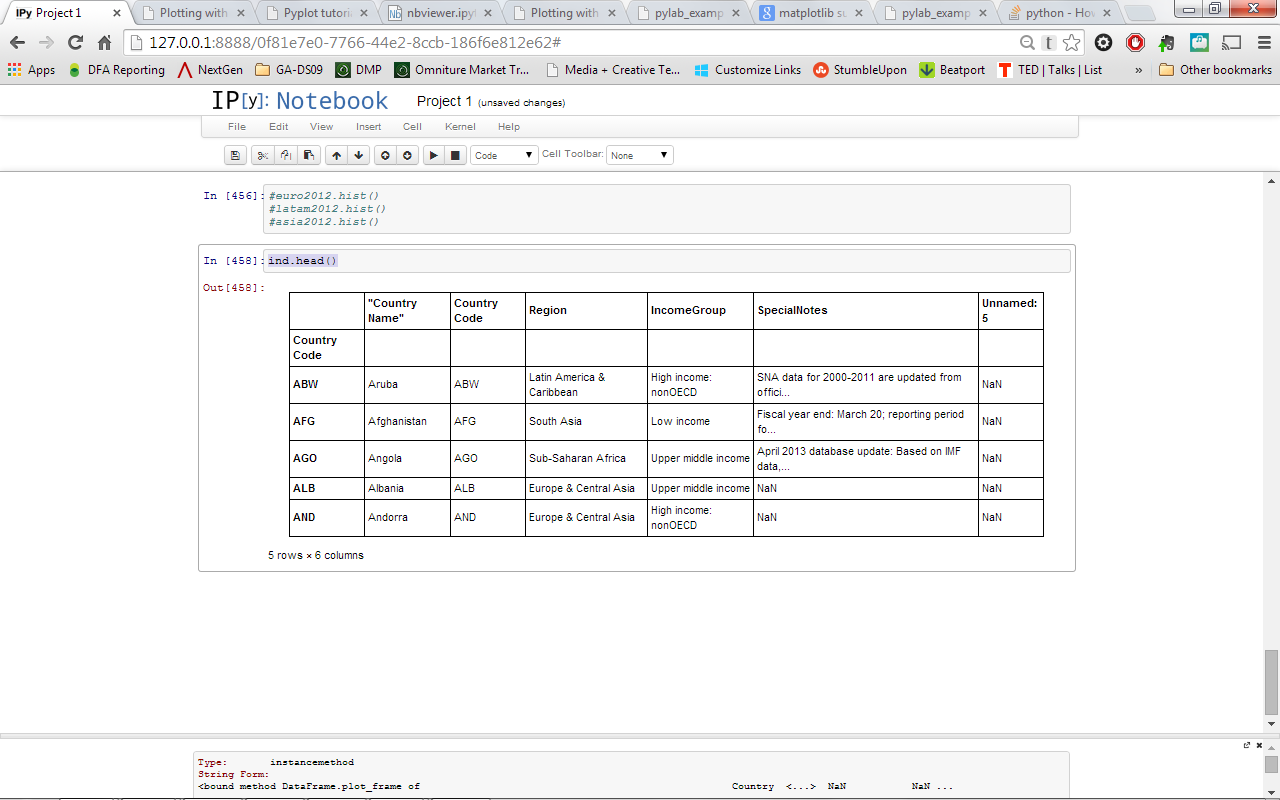 IPy Project 1
Plotting with
Pyplot tutoria
nbviewer.ipy
Plotting with
pylab_examp
matplotlib su
pylab_examp
python - How
127.0.0.1:8888/0f81e7e0-7766-44e2-8ccb-186f6e812e62#
Apps DFA Reporting NextGen GA-DS09 DMP Omniture Market Tr... Media + Creative Te... Customize Links StumbleUpon Beatport TED | Talks | List » Other bookmarks
IP[y]: Notebook Project 1 (unsaved changes)
File Edit View Insert Cell Kernel Help
Code Cell Toolbar: None
In [456]: #euro2012.hist()
#latam2012.hist()
#asia2012.hist()
In [458]: ind.head()
Out[458]:
"Country Name" Country Code Region IncomeGroup SpecialNotes Unnamed: 5
Country Code
ABW Aruba ABW Latin America & Caribbean High income: nonOECD SNA data for 2000-2011 are updated from offici... NaN
AFG Afghanistan AFG South Asia Low income Fiscal year end: March 20; reporting period fo... NaN
AGO Angola AGO Sub-Saharan Africa Upper middle income April 2013 database update: Based on IMF data,... NaN
ALB Albania ALB Europe & Central Asia Upper middle income NaN NaN
AND Andorra AND Europe & Central Asia High income: nonOECD NaN NaN
5 rows × 6 columns
Type: instancemethod
String Form:
<bound method DataFrame.plot_frame of Country <...> NaN NaN ...